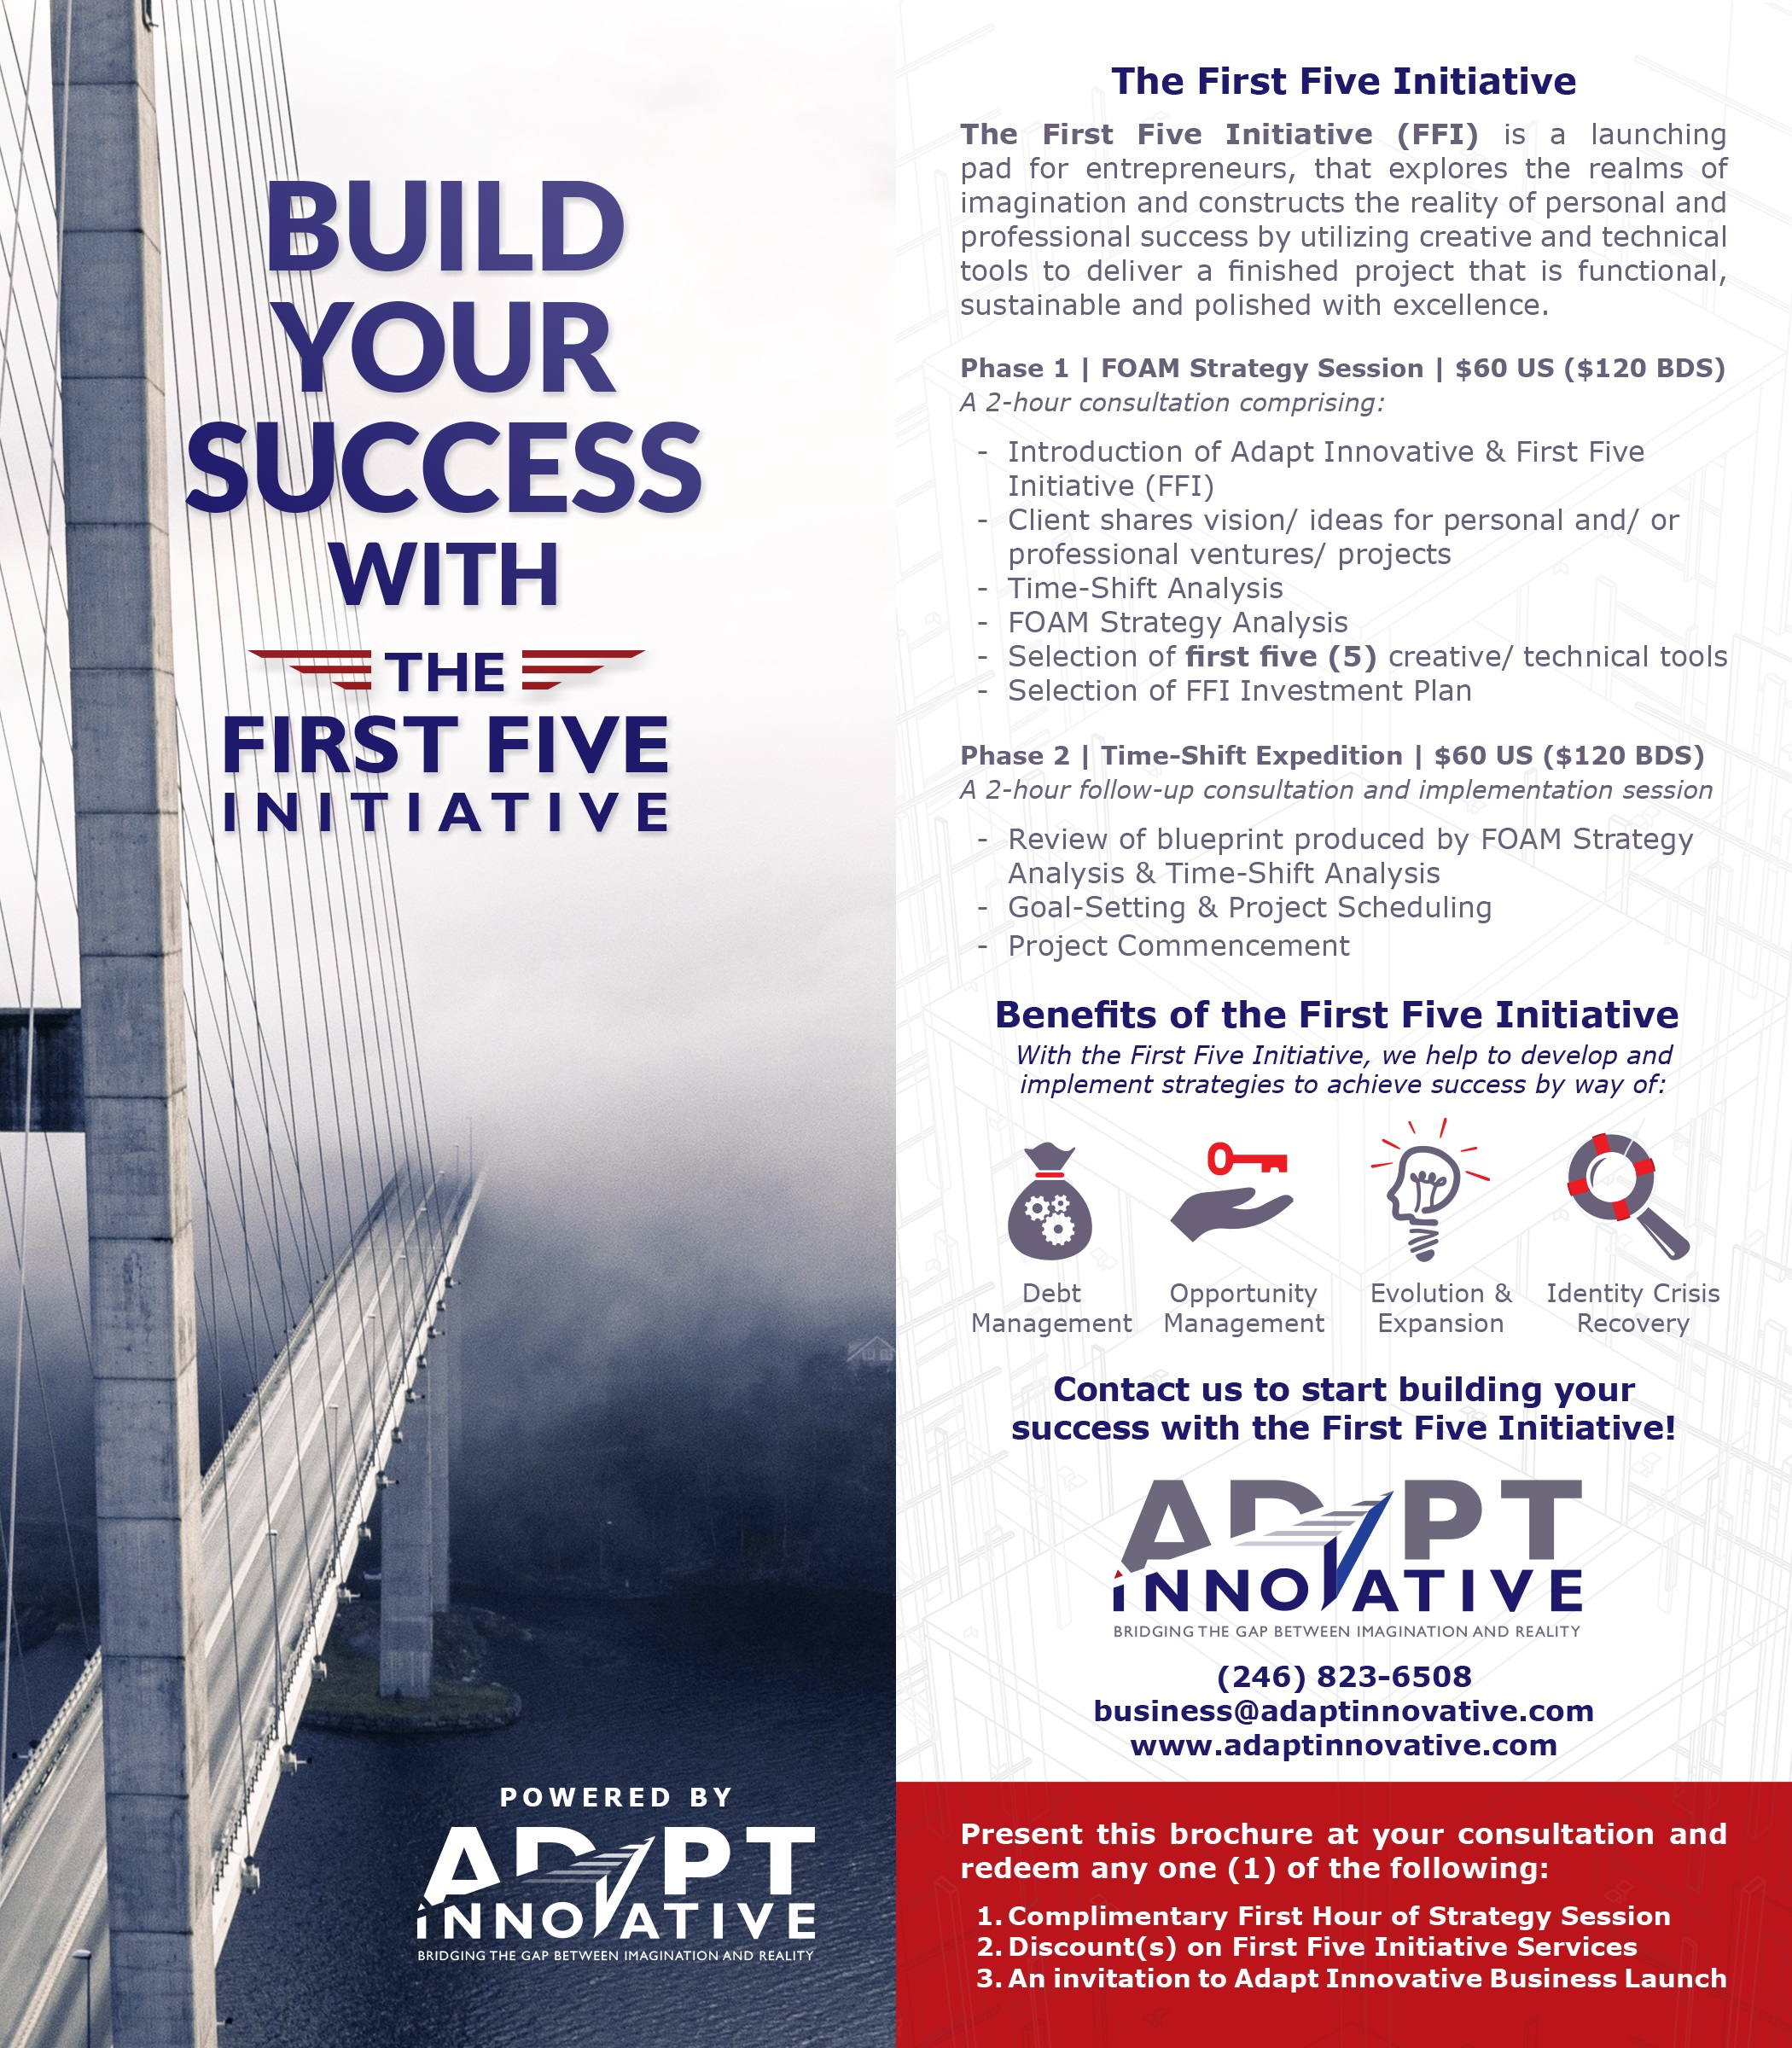 BUILD
YOUR
SUCCESS
WITH
THE
FIRST FIVE
INITIATIVE
POWERED BY
ADAPT
INNOVATIVE
BRIDGING THE GAP BETWEEN IMAGINATION AND REALITY
The First Five Initiative
The First Five Initiative (FFI) is a launching
pad for entrepreneurs, that explores the realms of
imagination and constructs the reality of personal and
professional success by utilizing creative and technical
tools to deliver a finished project that is functional,
sustainable and polished with excellence.
Phase 1 | FOAM Strategy Session | $60 US ($120 BDS)
A 2-hour consultation comprising:
- Introduction of Adapt Innovative & First Five
Initiative (FFI)
- Client shares vision/ ideas for personal and/ or
professional ventures/ projects
- Time-Shift Analysis
- FOAM Strategy Analysis
- Selection of first five (5) creative/ technical tools
- Selection of FFI Investment Plan
Phase 2 | Time-Shift Expedition | $60 US ($120 BDS)
A 2-hour follow-up consultation and implementation session
- Review of blueprint produced by FOAM Strategy
Analysis & Time-Shift Analysis
- Goal-Setting & Project Scheduling
- Project Commencement
Benefits of the First Five Initiative
With the First Five Initiative, we help to develop and
implement strategies to achieve success by way of:
Debt
Management
Opportunity
Management
Evolution &
Expansion
Identity Crisis
Recovery
Contact us to start building your
success with the First Five Initiative!
ADAPT
iNNOVATIVE
BRIDGING THE GAP BETWEEN IMAGINATION AND REALITY
(246) 823-6508
business@adaptinnovative.com
www.adaptinnovative.com
Present this brochure at your consultation and
redeem any one (1) of the following:
1. Complimentary First Hour of Strategy Session
2. Discount(s) on First Five Initiative Services
3. An invitation to Adapt Innovative Business Launch